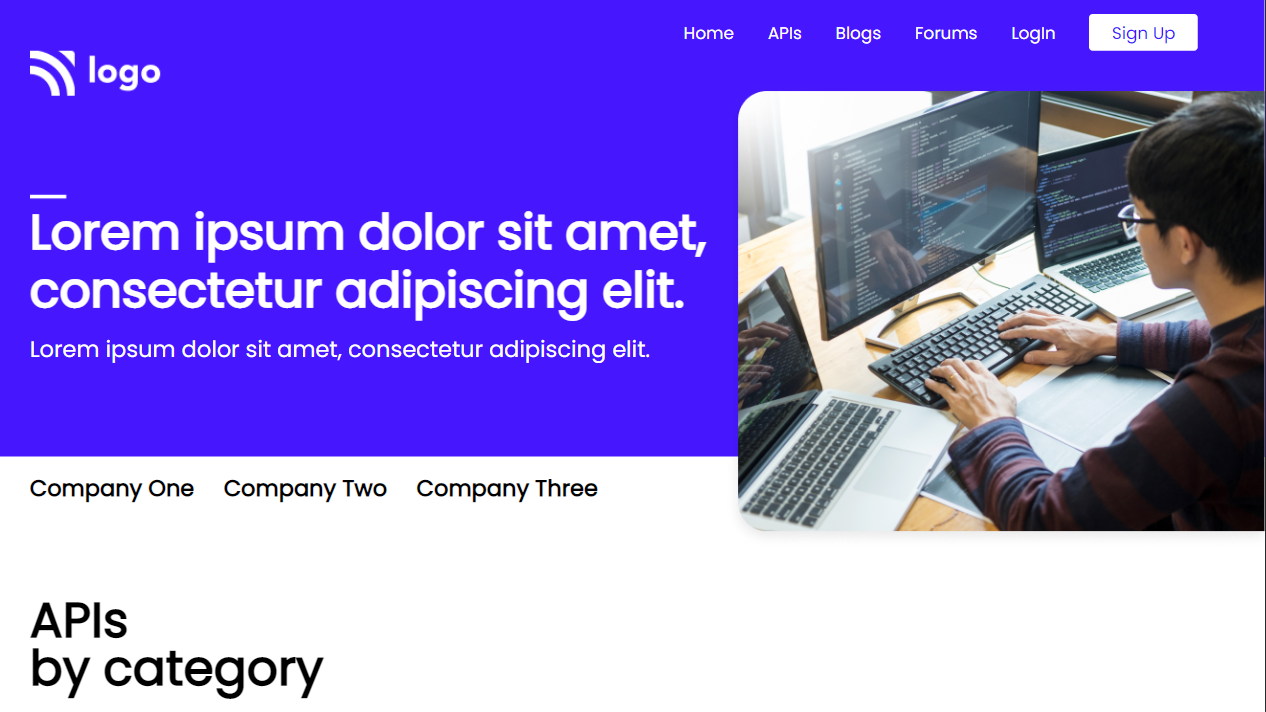 Home APIs Blogs Forums LogIn Sign Up
logo
Lorem ipsum dolor sit amet,
consectetur adipiscing elit.
Lorem ipsum dolor sit amet, consectetur adipiscing elit.
Company One Company Two Company Three
APIs
by category